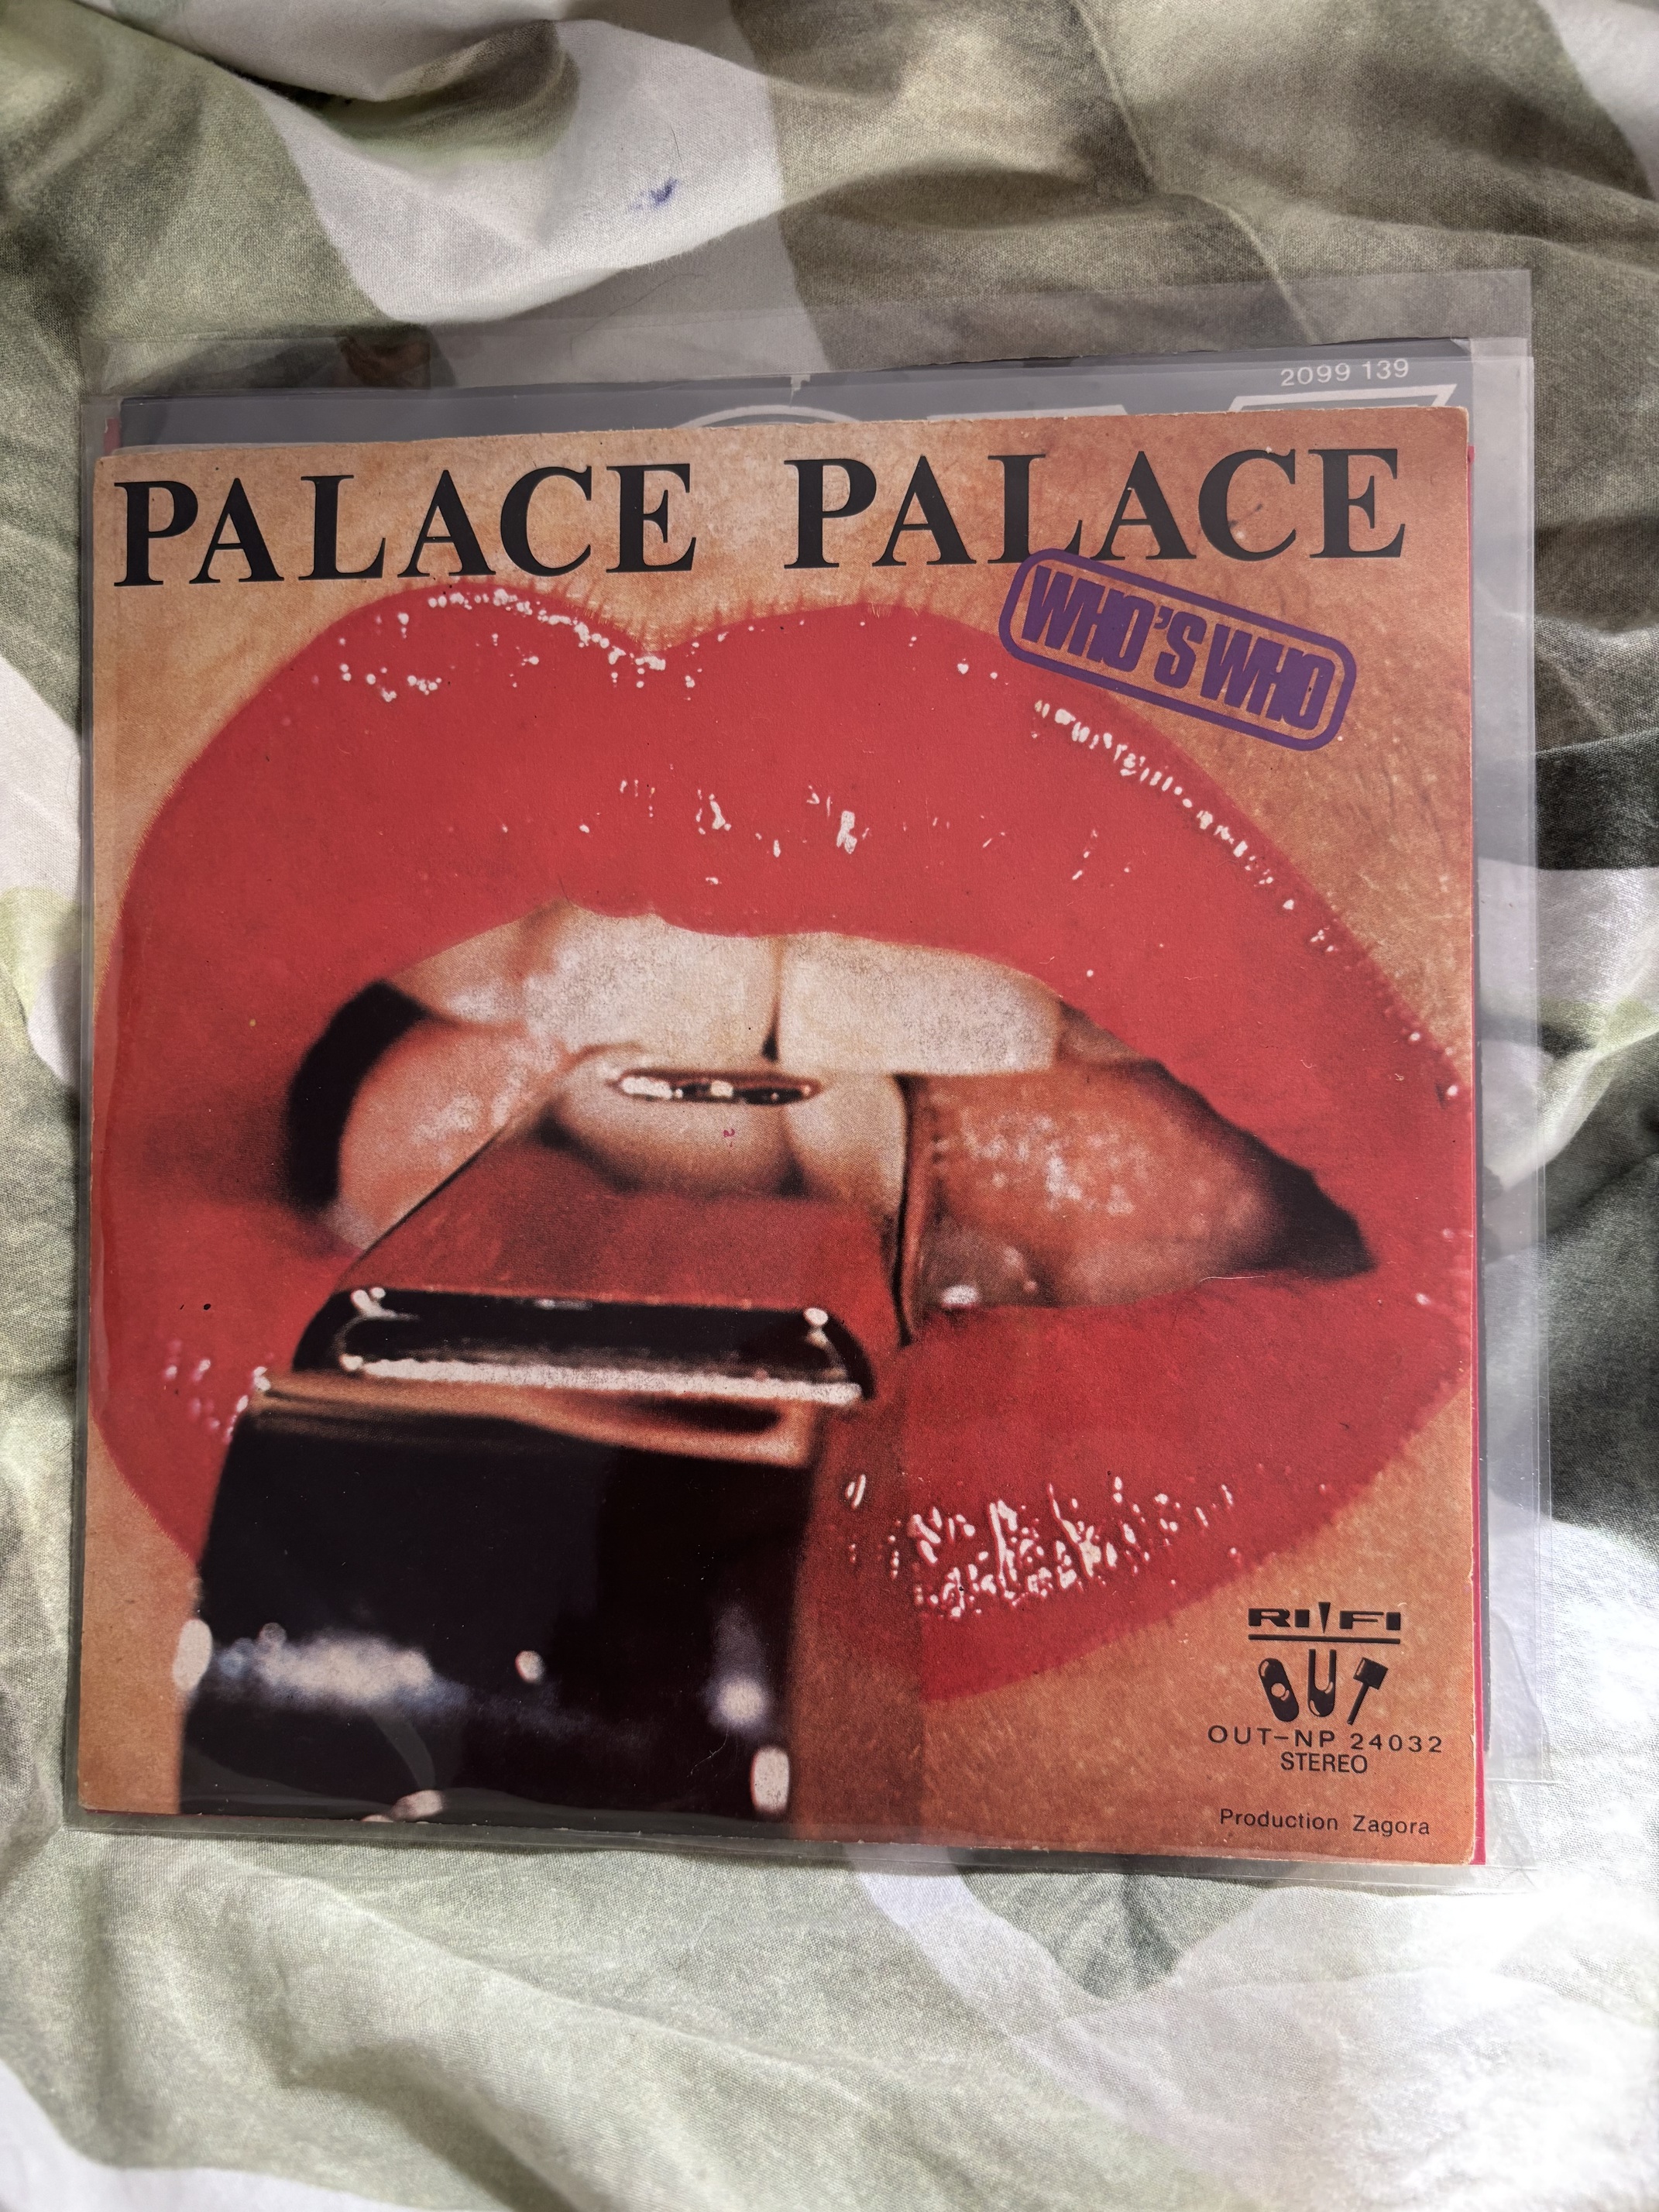 2099 139
PALACE PALACE
WHO'S WHO
RI-FI
OUT
OUT-NP 24032
STEREO
Production Zagora